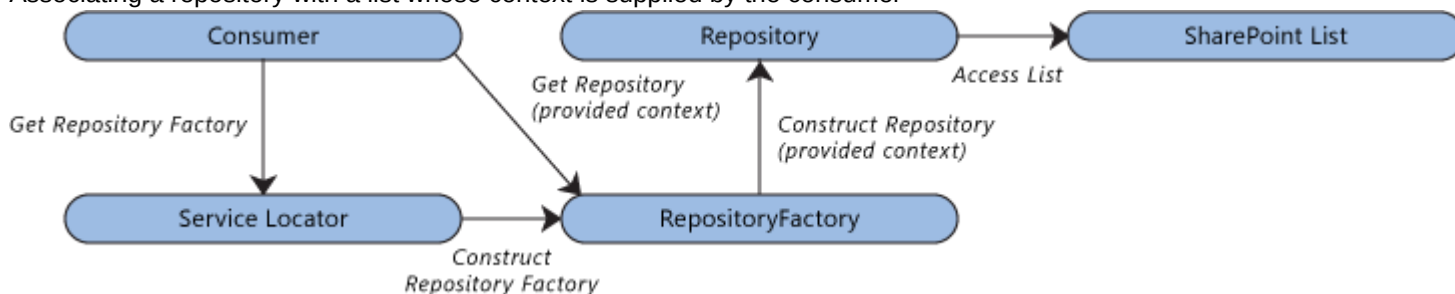 Associating a repository with a list whose context is supplied by the consumer
Consumer
Repository
SharePoint List
Access List
Get Repository
(provided context)
Get Repository Factory
Construct Repository
(provided context)
Service Locator
RepositoryFactory
Construct
Repository Factory